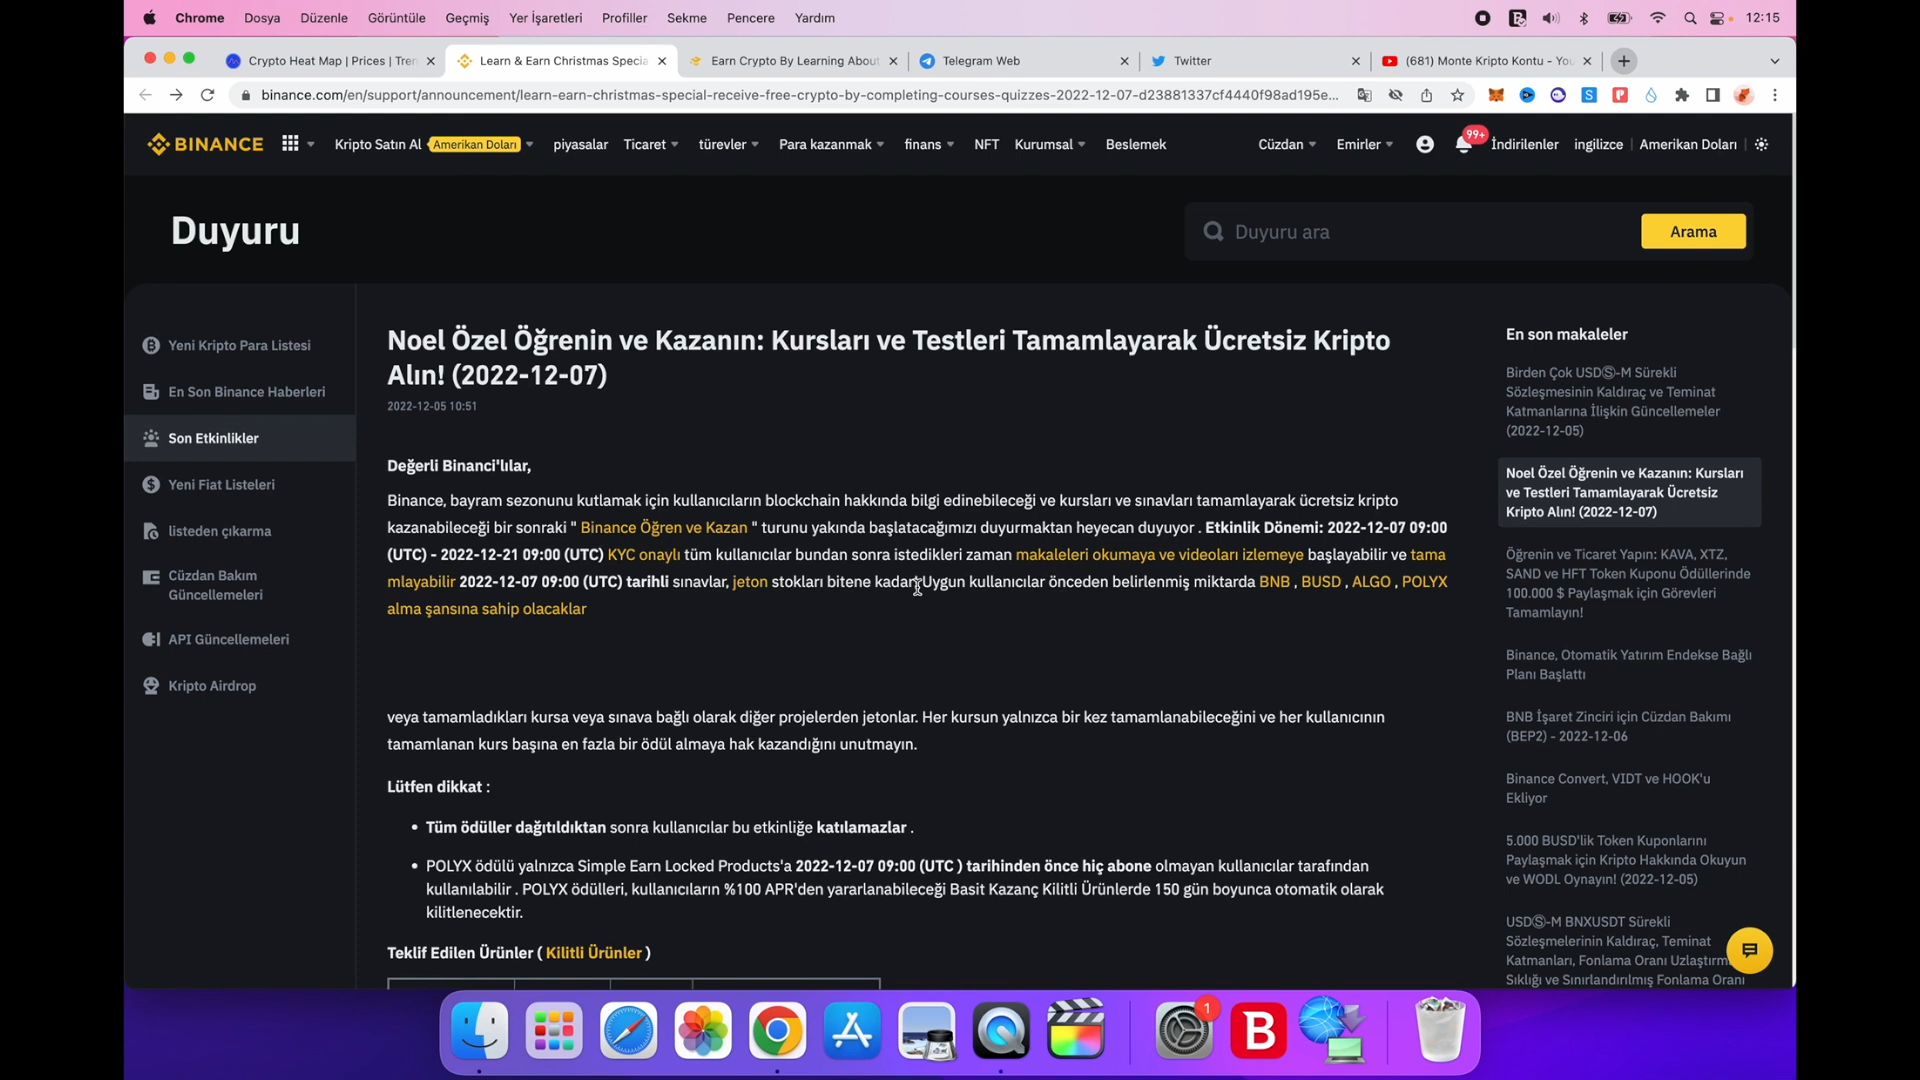 Chrome Dosya Düzenle Görüntüle Geçmiş Yer İşaretleri Profiller Sekme Pencere Yardım 12:15
Crypto Heat Map | Prices | Tren
Learn & Earn Christmas Specia
Earn Crypto By Learning About
Telegram Web
Twitter
(681) Monte Kripto Kontu - You
binance.com/en/support/announcement/learn-earn-christmas-special-receive-free-crypto-by-completing-courses-quizzes-2022-12-07-d23881337cf4440f98ad195e...
BINANCE Kripto Satın Al Amerikan Doları piyasalar Ticaret türevler Para kazanmak finans NFT Kurumsal Beslemek Cüzdan Emirler 99+ İndirilenler ingilizce Amerikan Doları
Duyuru
Duyuru ara
Arama
Yeni Kripto Para Listesi
En Son Binance Haberleri
Son Etkinlikler
Yeni Fiat Listeleri
listeden çıkarma
Cüzdan Bakım
Güncellemeleri
API Güncellemeleri
Kripto Airdrop
Noel Özel Öğrenin ve Kazanın: Kursları ve Testleri Tamamlayarak Ücretsiz Kripto
Alın! (2022-12-07)
2022-12-05 10:51
Değerli Binanci'lılar,
Binance, bayram sezonunu kutlamak için kullanıcıların blockchain hakkında bilgi edinebileceği ve kursları ve sınavları tamamlayarak ücretsiz kripto
kazanabileceği bir sonraki " Binance Öğren ve Kazan " turunu yakında başlatacağımızı duyurmaktan heyecan duyuyor . Etkinlik Dönemi: 2022-12-07 09:00
(UTC) - 2022-12-21 09:00 (UTC) KYC onaylı tüm kullanıcılar bundan sonra istedikleri zaman makaleleri okumaya ve videoları izlemeye başlayabilir ve tama
mlayabilir 2022-12-07 09:00 (UTC) tarihli sınavlar, jeton stokları bitene kadar. Uygun kullanıcılar önceden belirlenmiş miktarda BNB , BUSD , ALGO , POLYX
alma şansına sahip olacaklar
veya tamamladıkları kursa veya sınava bağlı olarak diğer projelerden jetonlar. Her kursun yalnızca bir kez tamamlanabileceğini ve her kullanıcının
tamamlanan kurs başına en fazla bir ödül almaya hak kazandığını unutmayın.
Lütfen dikkat :
• Tüm ödüller dağıtıldıktan sonra kullanıcılar bu etkinliğe katılamazlar .
• POLYX ödülü yalnızca Simple Earn Locked Products'a 2022-12-07 09:00 (UTC ) tarihinden önce hiç abone olmayan kullanıcılar tarafından
kullanılabilir . POLYX ödülleri, kullanıcıların %100 APR'den yararlanabileceği Basit Kazanç Kilitli Ürünlerde 150 gün boyunca otomatik olarak
kilitlenecektir.
Teklif Edilen Ürünler ( Kilitli Ürünler )
En son makaleler
Birden Çok USDⓈ-M Sürekli
Sözleşmesinin Kaldıraç ve Teminat
Katmanlarına İlişkin Güncellemeler
(2022-12-05)
Noel Özel Öğrenin ve Kazanın: Kursları
ve Testleri Tamamlayarak Ücretsiz
Kripto Alın! (2022-12-07)
Öğrenin ve Ticaret Yapın: KAVA, XTZ,
SAND ve HFT Token Kuponu Ödüllerinde
100.000 $ Paylaşmak için Görevleri
Tamamlayın!
Binance, Otomatik Yatırım Endekse Bağlı
Planı Başlattı
BNB İşaret Zinciri için Cüzdan Bakımı
(BEP2) - 2022-12-06
Binance Convert, VIDT ve HOOK'u
Ekliyor
5.000 BUSD'lik Token Kuponlarını
Paylaşmak için Kripto Hakkında Okuyun
ve WODL Oynayın! (2022-12-05)
USDⓈ-M BNXUSDT Sürekli
Sözleşmelerinin Kaldıraç, Teminat
Katmanları, Fonlama Oranı Uzlaştırm
Sıklığı ve Sınırlandırılmış Fonlama Oranı
1
B